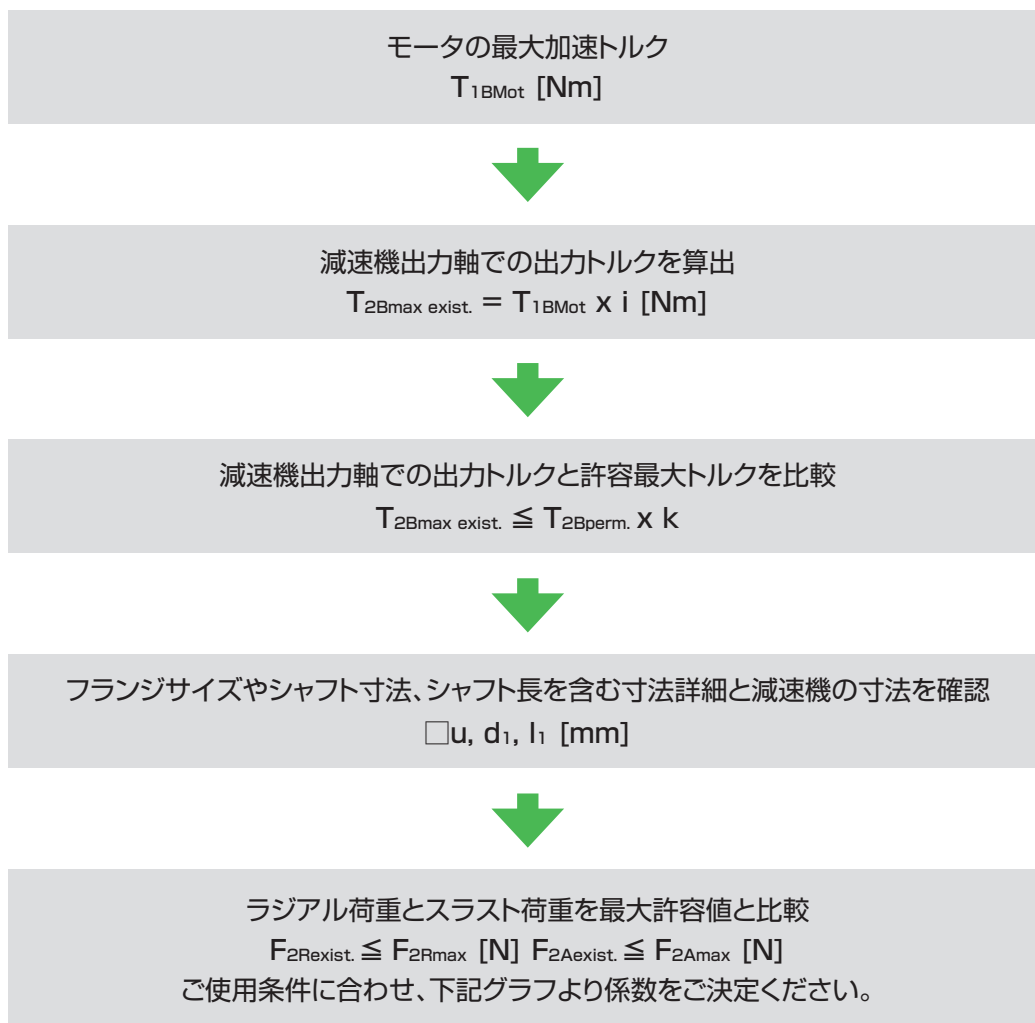 モータの最大加速トルク
T1BMot [Nm]
減速機出力軸での出力トルクを算出
T2Bmax exist. = T1BMot x i [Nm]
減速機出力軸での出力トルクと許容最大トルクを比較
T2Bmax exist. ≦ T2Bperm. x k
フランジサイズやシャフト寸法、シャフト長を含む寸法詳細と減速機の寸法を確認
□u, d1, l1 [mm]
ラジアル荷重とスラスト荷重を最大許容値と比較
F2Rexist. ≦ F2Rmax [N] F2Aexist. ≦ F2Amax [N]
ご使用条件に合わせ、下記グラフより係数をご決定ください。